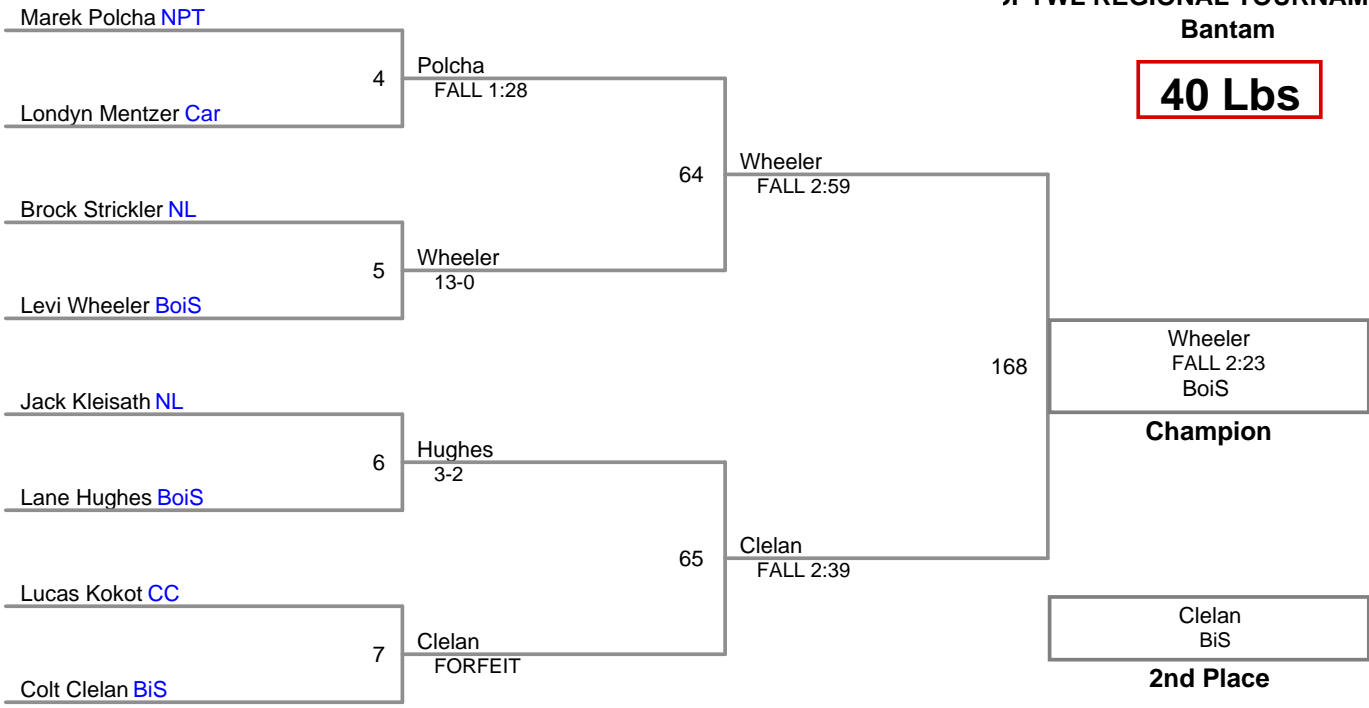 TWL REGIONAL
Bantam
40 Lbs
Marek Polcha NPT
4
Londyn Mentzer Car
Polcha
FALL 1:28
Brock Strickler NL
5
Levi Wheeler BoiS
Wheeler
13-0
64
Wheeler
FALL 2:59
Jack Kleisath NL
6
Lane Hughes BoiS
Hughes
3-2
Lucas Kokot CC
7
Colt Clelan BiS
Clelan
FORFEIT
65
Clelan
FALL 2:39
168
Wheeler
FALL 2:23
BoiS
Champion
Clelan
BiS
2nd Place